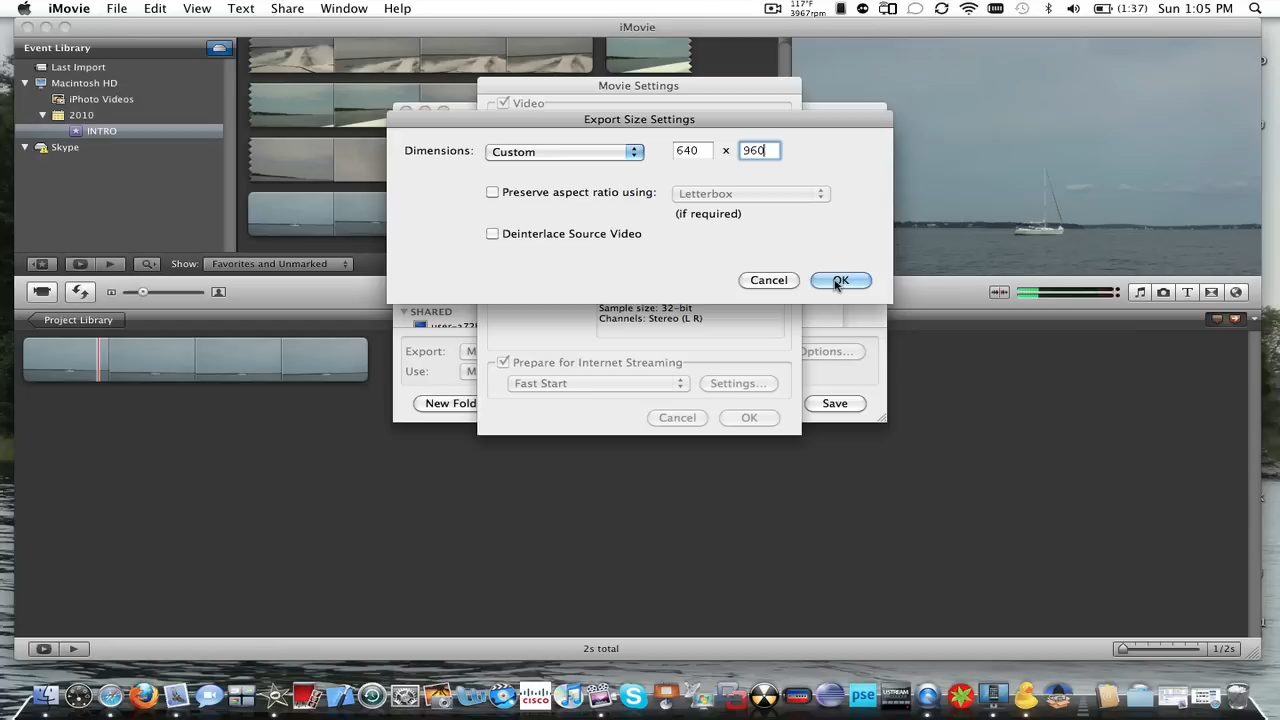 iMovie File Edit View Text Share Window Help 117°F 3967rpm (1:37) Sun 1:05 PM
iMovie
Event Library
Last Import
Macintosh HD
iPhoto Videos
2010
INTRO
Skype
Show: Favorites and Unmarked
Project Library
Movie Settings
Video
Export Size Settings
Dimensions: Custom 640 x 960
Preserve aspect ratio using: Letterbox
(if required)
Deinterlace Source Video
Cancel OK
Sample size: 32-bit
Channels: Stereo (L R)
SHARED
Export: M Options...
Use: M
Prepare for Internet Streaming
Fast Start Settings...
New Fold Save
Cancel OK
2s total
1/2s
CISCO
pse
USTREAM